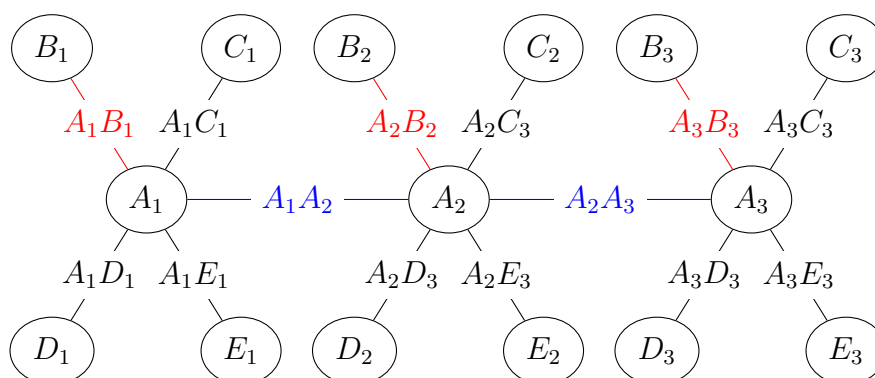 B₁ C₁ B₂ C₂ B₃ C₃
A₁B₁ A₁C₁ A₂B₂ A₂C₃ A₃B₃ A₃C₃
A₁ A₁A₂ A₂ A₂A₃ A₃
A₁D₁ A₁E₁ A₂D₃ A₂E₃ A₃D₃ A₃E₃
D₁ E₁ D₂ E₂ D₃ E₃